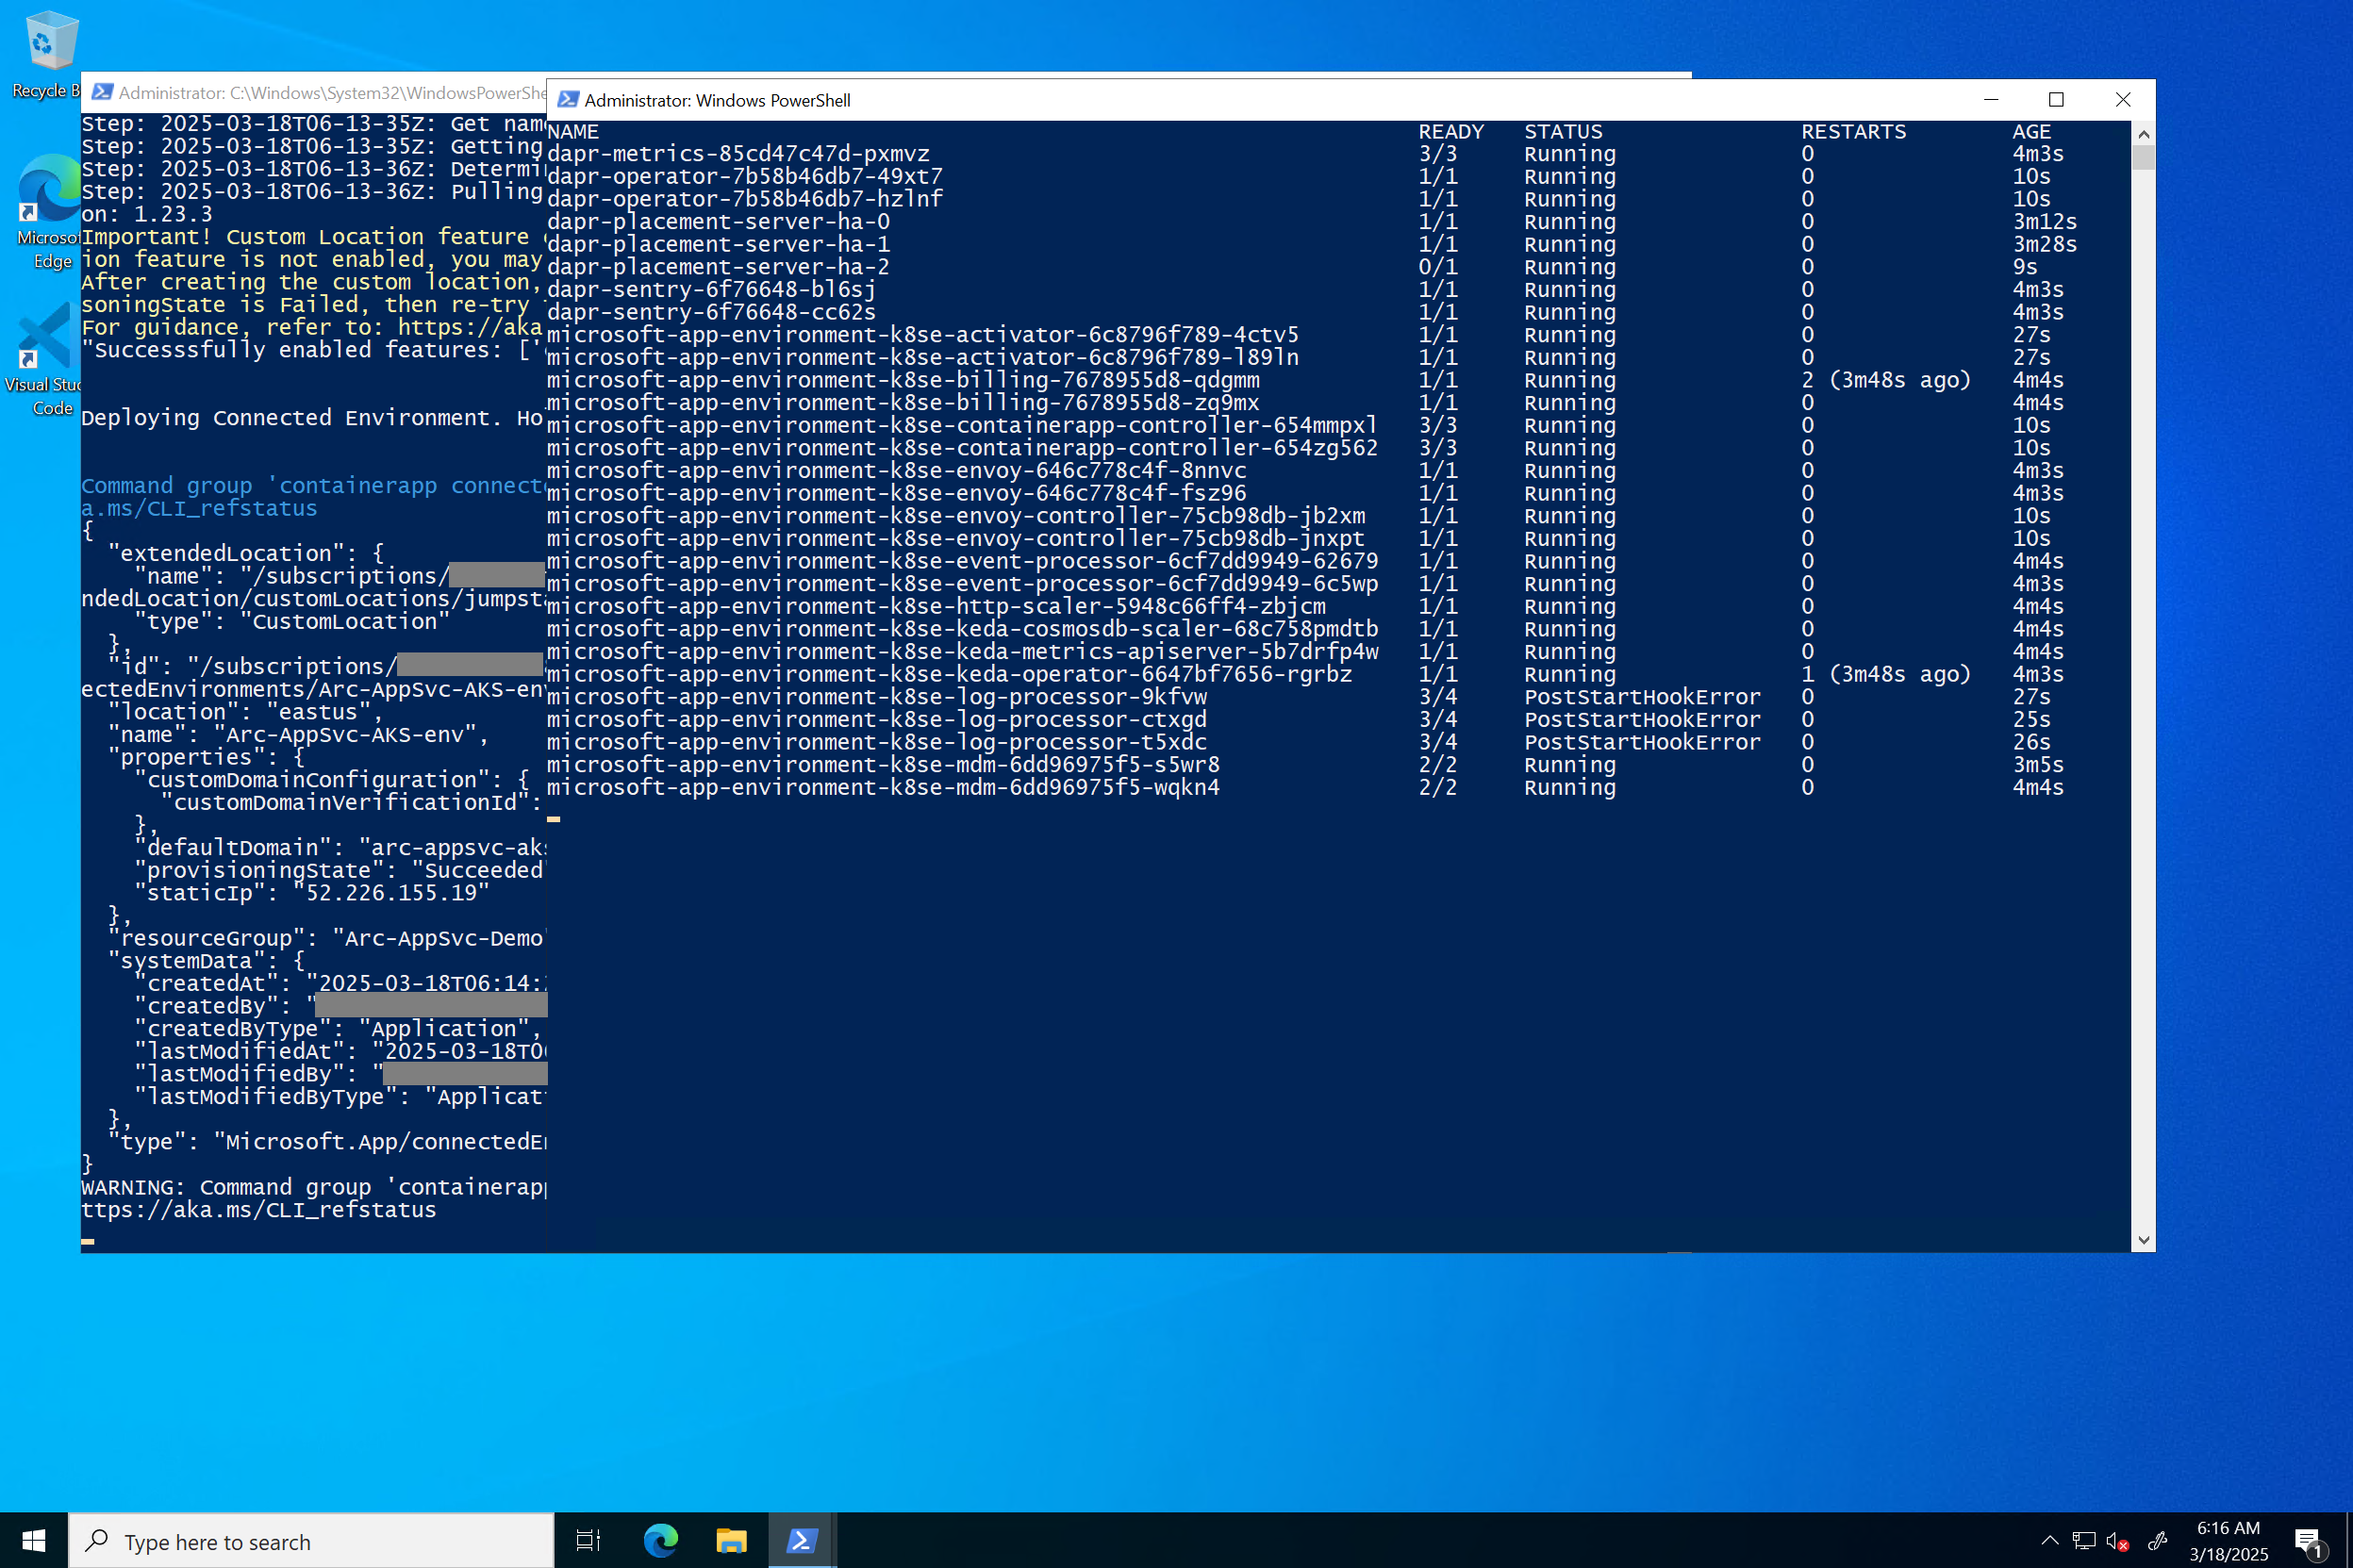 Recycle B
Microsof
Edge
Visual Stud
Code
Administrator: C:\Windows\System32\WindowsPowerShe
Step: 2025-03-18T06-13-35Z: Get nam
Step: 2025-03-18T06-13-35Z: Getting
Step: 2025-03-18T06-13-36Z: Determi
Step: 2025-03-18T06-13-36Z: Pulling
on: 1.23.3
Important! Custom Location feature
ion feature is not enabled, you may
After creating the custom location,
soningState is Failed, then re-try
For guidance, refer to: https://aka
"Successsfully enabled features: ['
Deploying Connected Environment. Ho
Command group 'containerapp connecte
a.ms/CLI_refstatus
{
"extendedLocation": {
"name": "/subscriptions/
ndedLocation/customLocations/jumpsta
"type": "CustomLocation"
},
"id": "/subscriptions/
ectedEnvironments/Arc-AppSvc-AKS-env
"location": "eastus",
"name": "Arc-AppSvc-AKS-env",
"properties": {
"customDomainConfiguration": {
"customDomainVerificationId":
},
"defaultDomain": "arc-appsvc-aks
"provisioningState": "Succeeded"
"staticIp": "52.226.155.19"
},
"resourceGroup": "Arc-AppSvc-Demo"
"systemData": {
"createdAt": "2025-03-18T06:14:
"createdBy": "
"createdByType": "Application",
"lastModifiedAt": "2025-03-18T06
"lastModifiedBy": "
"lastModifiedByType": "Applicat
},
"type": "Microsoft.App/connectedEn
}
WARNING: Command group 'containerapp
ttps://aka.ms/CLI_refstatus
Administrator: Windows PowerShell
NAME READY STATUS RESTARTS AGE
dapr-metrics-85cd47c47d-pxmvz 3/3 Running 0 4m3s
dapr-operator-7b58b46db7-49xt7 1/1 Running 0 10s
dapr-operator-7b58b46db7-hzlnf 1/1 Running 0 10s
dapr-placement-server-ha-0 1/1 Running 0 3m12s
dapr-placement-server-ha-1 1/1 Running 0 3m28s
dapr-placement-server-ha-2 0/1 Running 0 9s
dapr-sentry-6f76648-bl6sj 1/1 Running 0 4m3s
dapr-sentry-6f76648-cc62s 1/1 Running 0 4m3s
microsoft-app-environment-k8se-activator-6c8796f789-4ctv5 1/1 Running 0 27s
microsoft-app-environment-k8se-activator-6c8796f789-l89ln 1/1 Running 0 27s
microsoft-app-environment-k8se-billing-7678955d8-qdgmm 1/1 Running 2 (3m48s ago) 4m4s
microsoft-app-environment-k8se-billing-7678955d8-zq9mx 1/1 Running 0 4m4s
microsoft-app-environment-k8se-containerapp-controller-654mmpxl 3/3 Running 0 10s
microsoft-app-environment-k8se-containerapp-controller-654zg562 3/3 Running 0 10s
microsoft-app-environment-k8se-envoy-646c778c4f-8nnvc 1/1 Running 0 4m3s
microsoft-app-environment-k8se-envoy-646c778c4f-fsz96 1/1 Running 0 4m3s
microsoft-app-environment-k8se-envoy-controller-75cb98db-jb2xm 1/1 Running 0 10s
microsoft-app-environment-k8se-envoy-controller-75cb98db-jnxpt 1/1 Running 0 10s
microsoft-app-environment-k8se-event-processor-6cf7dd9949-62679 1/1 Running 0 4m4s
microsoft-app-environment-k8se-event-processor-6cf7dd9949-6c5wp 1/1 Running 0 4m3s
microsoft-app-environment-k8se-http-scaler-5948c66ff4-zbjcm 1/1 Running 0 4m4s
microsoft-app-environment-k8se-keda-cosmosdb-scaler-68c758pmdtb 1/1 Running 0 4m4s
microsoft-app-environment-k8se-keda-metrics-apiserver-5b7drfp4w 1/1 Running 0 4m4s
microsoft-app-environment-k8se-keda-operator-6647bf7656-rgrbz 1/1 Running 1 (3m48s ago) 4m3s
microsoft-app-environment-k8se-log-processor-9kfvw 3/4 PostStartHookError 0 27s
microsoft-app-environment-k8se-log-processor-ctxgd 3/4 PostStartHookError 0 25s
microsoft-app-environment-k8se-log-processor-t5xdc 3/4 PostStartHookError 0 26s
microsoft-app-environment-k8se-mdm-6dd96975f5-s5wr8 2/2 Running 0 3m5s
microsoft-app-environment-k8se-mdm-6dd96975f5-wqkn4 2/2 Running 0 4m4s
Type here to search
6:16 AM
3/18/2025
1